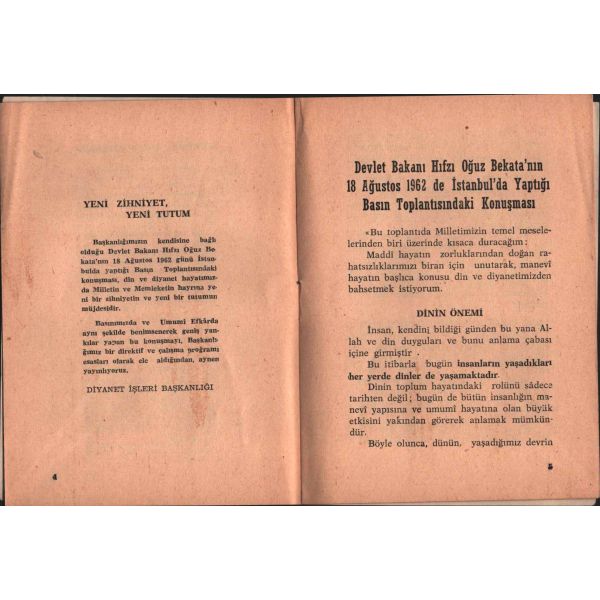 YENİ ZİHNİYET,
YENİ TUTUM
Başkanlığımızın kendisine bağlı
olduğu Devlet Bakanı Hıfzı Oğuz Be-
kata'nın 18 Ağustos 1962 günü İstan-
bulda yaptığı Basın Toplantısındaki
konuşması, din ve diyanet hayatımız-
da Milletin ve Memleketin hayrına ye
ni bir zihniyetin ve yeni bir tutumun
müjdesidir.
Basınımızda ve Umumî Efkârda
aynı şekilde benimsenerek geniş yan-
kılar yapan bu konuşmayı, Başkanlı-
ğımız bir direktif ve çalışma programı
esasları olarak ele aldığından, aynen
yayınlıyoruz.
DİYANET İŞLERİ BAŞKANLIĞI
4
Devlet Bakanı Hıfzı Oğuz Bekata'nın
18 Ağustos 1962 de İstanbul'da Yaptığı
Basın Toplantısındaki Konuşması
«Bu toplantıda Milletimizin temel mesele-
lerinden biri üzerinde kısaca duracağım :
Maddî hayatın zorluklarından doğan ra-
hatsızlıklarımızı biran için unutarak, manevî
hayatın başlıca konusu din ve diyanetimizden
bahsetmek istiyorum.
DİNİN ÖNEMİ
İnsan, kendini bildiği günden bu yana Al-
lah ve din duyguları ve bunu anlama çabası
içine girmiştir .
Bu itibarla bugün insanların yaşadıkları
her yerde dinler de yaşamaktadır.
Dinin toplum hayatındaki rolünü sâdece
tarihten değil ; bugün de bütün insanlığın ma-
nevî yapısına ve umumî hayatına olan büyük
etkisini yakından görerek anlamak mümkün-
dür.
Böyle olunca, dünün, yaşadığımız devrin
5